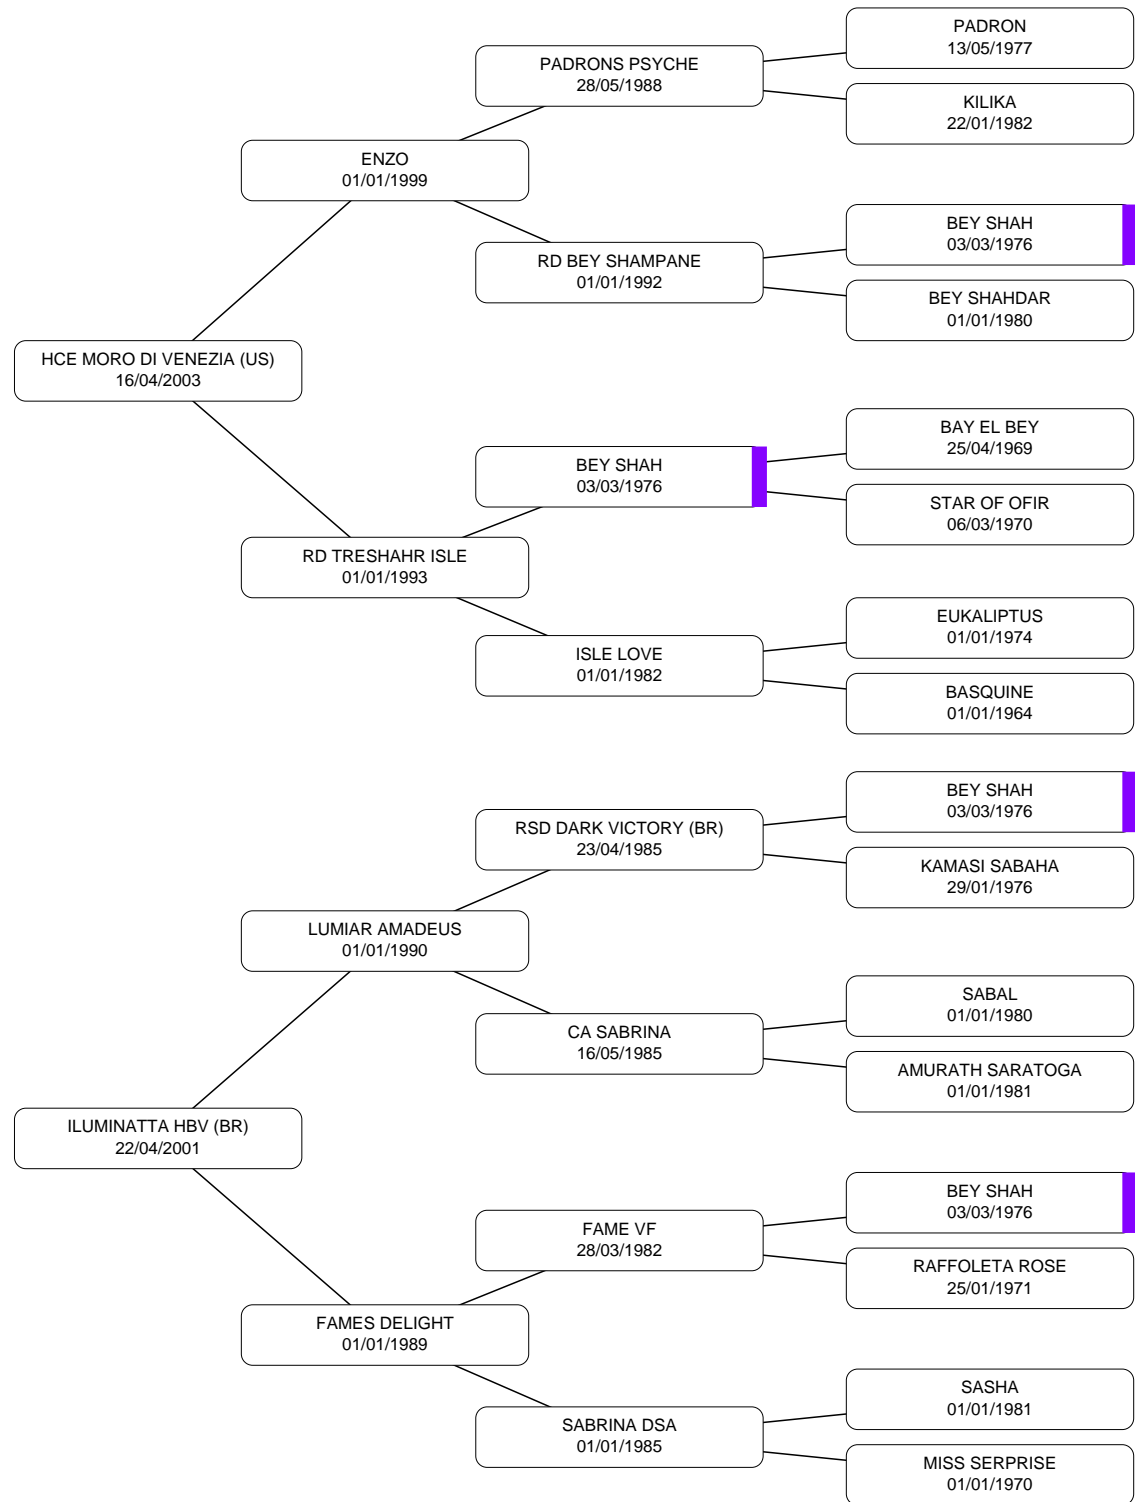 PADRON
13/05/1977
PADRONS PSYCHE
28/05/1988
KILIKA
22/01/1982
ENZO
01/01/1999
BEY SHAH
03/03/1976
RD BEY SHAMPANE
01/01/1992
BEY SHAHDAR
01/01/1980
HCE MORO DI VENEZIA (US)
16/04/2003
BAY EL BEY
25/04/1969
BEY SHAH
03/03/1976
STAR OF OFIR
06/03/1970
RD TRESHAHR ISLE
01/01/1993
EUKALIPTUS
01/01/1974
ISLE LOVE
01/01/1982
BASQUINE
01/01/1964
BEY SHAH
03/03/1976
RSD DARK VICTORY (BR)
23/04/1985
KAMASI SABAHA
29/01/1976
LUMIAR AMADEUS
01/01/1990
SABAL
01/01/1980
CA SABRINA
16/05/1985
AMURATH SARATOGA
01/01/1981
ILUMINATTA HBV (BR)
22/04/2001
BEY SHAH
03/03/1976
FAME VF
28/03/1982
RAFFOLETA ROSE
25/01/1971
FAMES DELIGHT
01/01/1989
SASHA
01/01/1981
SABRINA DSA
01/01/1985
MISS SERPRISE
01/01/1970